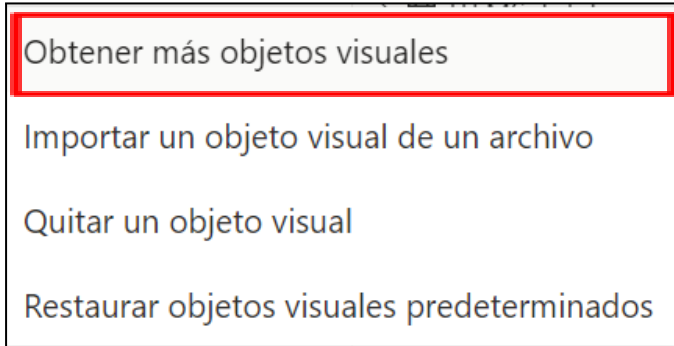 Obtener más objetos visuales
Importar un objeto visual de un archivo
Quitar un objeto visual
Restaurar objetos visuales predeterminados